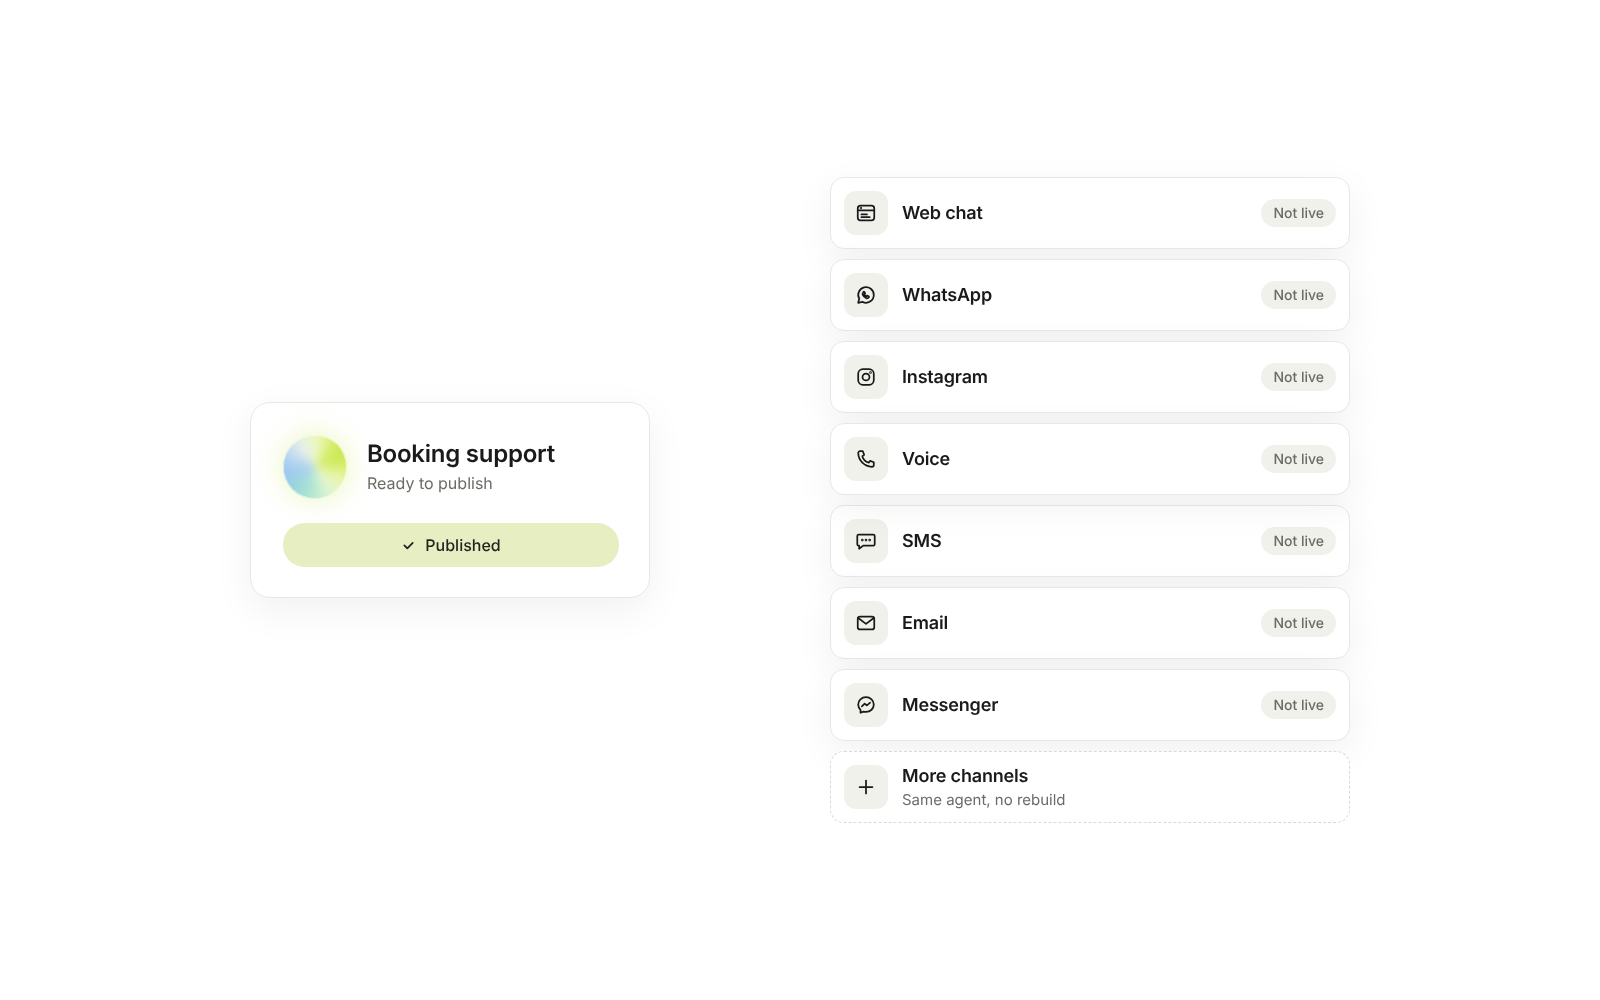 Booking support
Ready to publish
Published
Web chat
Not live
WhatsApp
Not live
Instagram
Not live
Voice
Not live
SMS
Not live
Email
Not live
Messenger
Not live
More channels
Same agent, no rebuild